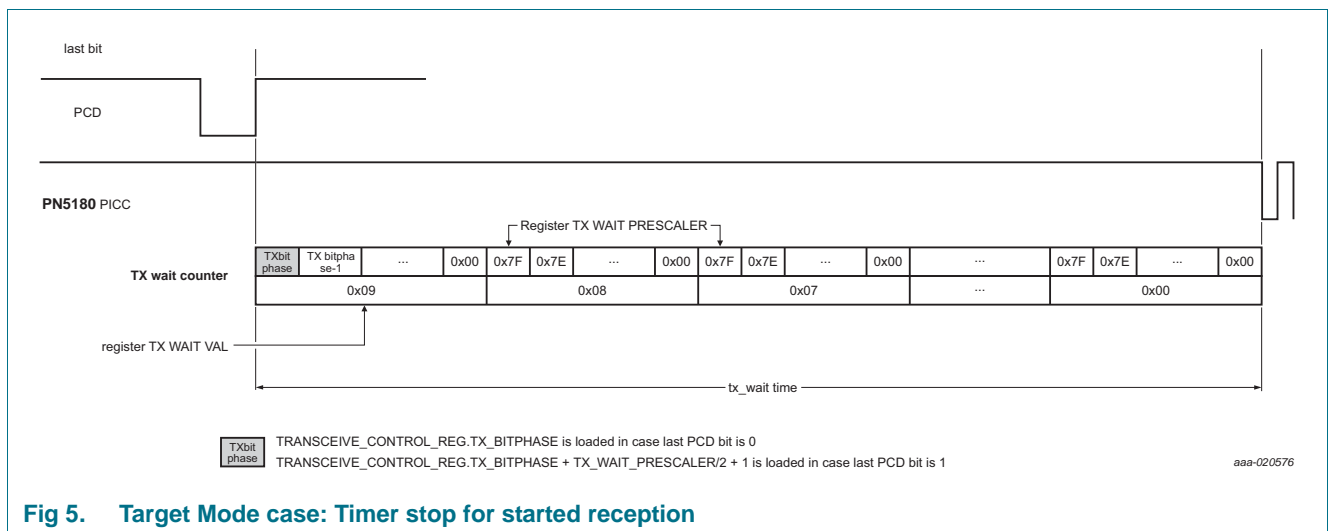 last bit
PCD
PN5180 PICC
Register TX WAIT PRESCALER
TX wait counter
TXbit phase TX bitpha se-1 ... 0x00 0x7F 0x7E ... 0x00 0x7F 0x7E ... 0x00 ... 0x7F 0x7E ... 0x00
0x09 0x08 0x07 ... 0x00
register TX WAIT VAL
tx_wait time
TXbit phase
TRANSCEIVE_CONTROL_REG.TX_BITPHASE is loaded in case last PCD bit is 0
TRANSCEIVE_CONTROL_REG.TX_BITPHASE + TX_WAIT_PRESCALER/2 + 1 is loaded in case last PCD bit is 1
aaa-020576
Fig 5. Target Mode case: Timer stop for started reception